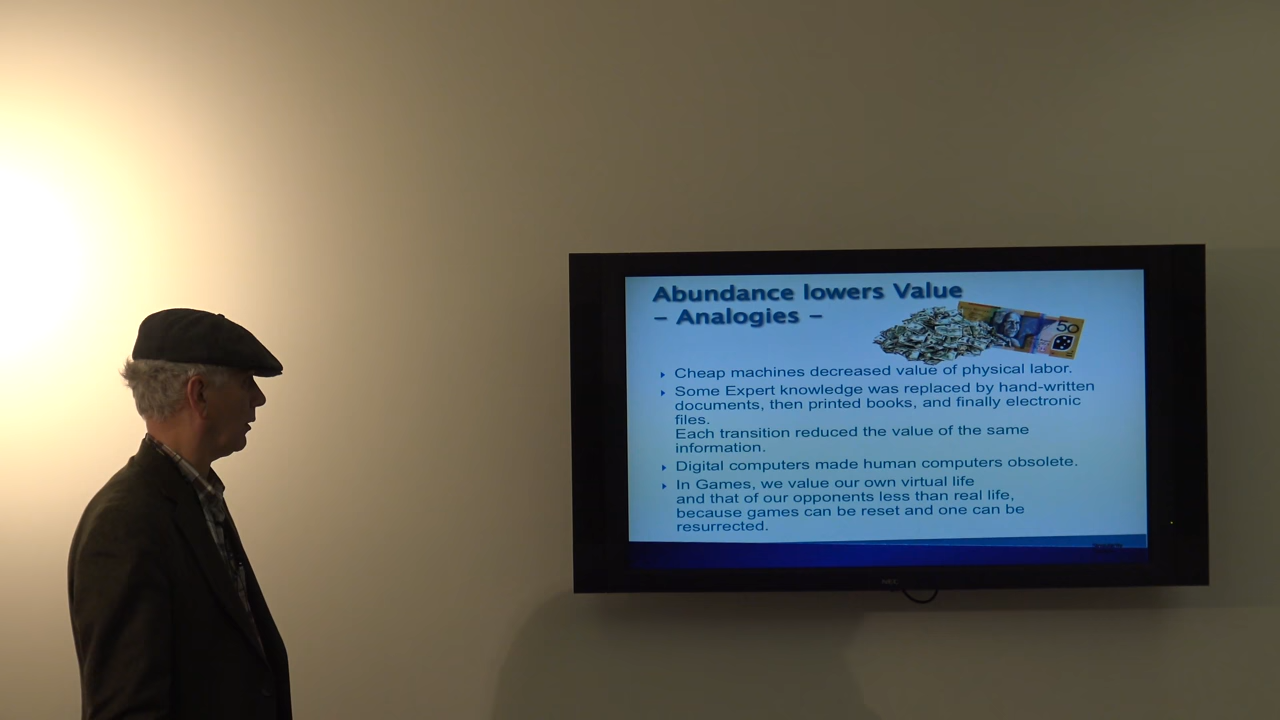 Abundance lowers Value
– Analogies –
50
Cheap machines decreased value of physical labor.
Some Expert knowledge was replaced by hand-written
documents, then printed books, and finally electronic
files.
Each transition reduced the value of the same
information.
Digital computers made human computers obsolete.
In Games, we value our own virtual life
and that of our opponents less than real life,
because games can be reset and one can be
resurrected.
NEC